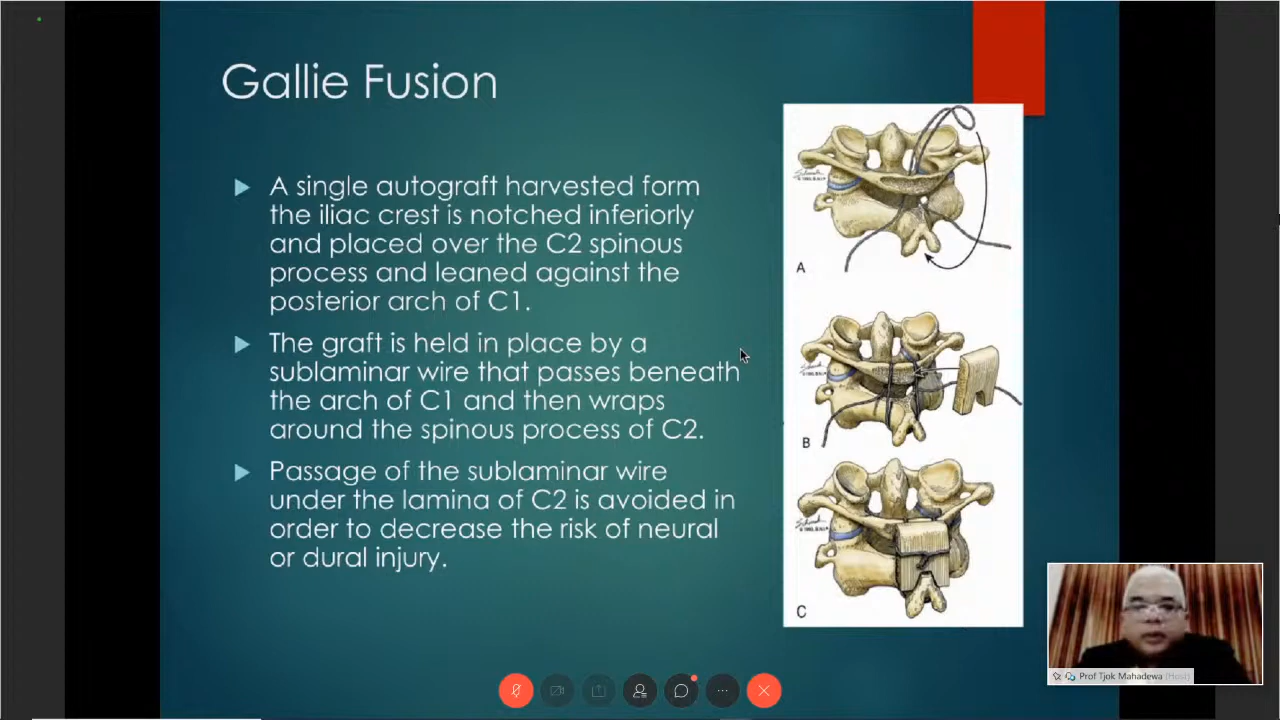 Gallie Fusion
A single autograft harvested form
the iliac crest is notched inferiorly
and placed over the C2 spinous
process and leaned against the
posterior arch of C1.
The graft is held in place by a
sublaminar wire that passes beneath
the arch of C1 and then wraps
around the spinous process of C2.
Passage of the sublaminar wire
under the lamina of C2 is avoided in
order to decrease the risk of neural
or dural injury.
A
B
C
Prof Tjok Mahadewa (Host)